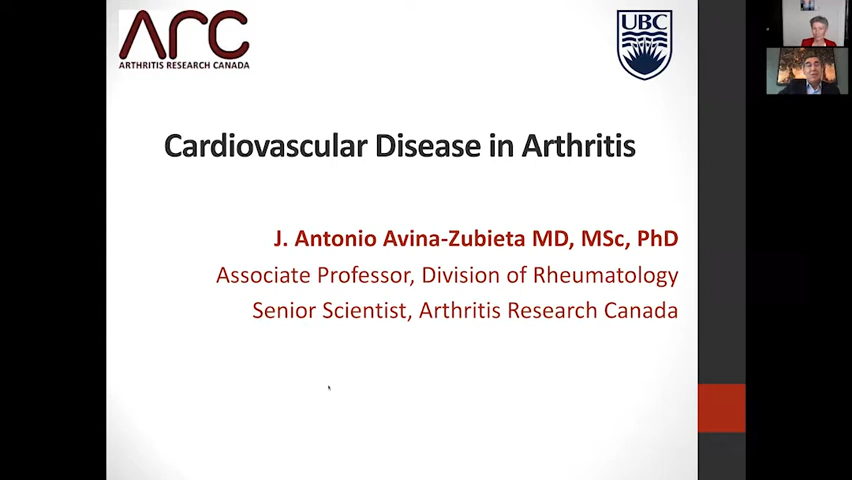 ARC
ARTHRITIS RESEARCH CANADA
UBC
Cardiovascular Disease in Arthritis
J. Antonio Avina-Zubieta MD, MSc, PhD
Associate Professor, Division of Rheumatology
Senior Scientist, Arthritis Research Canada